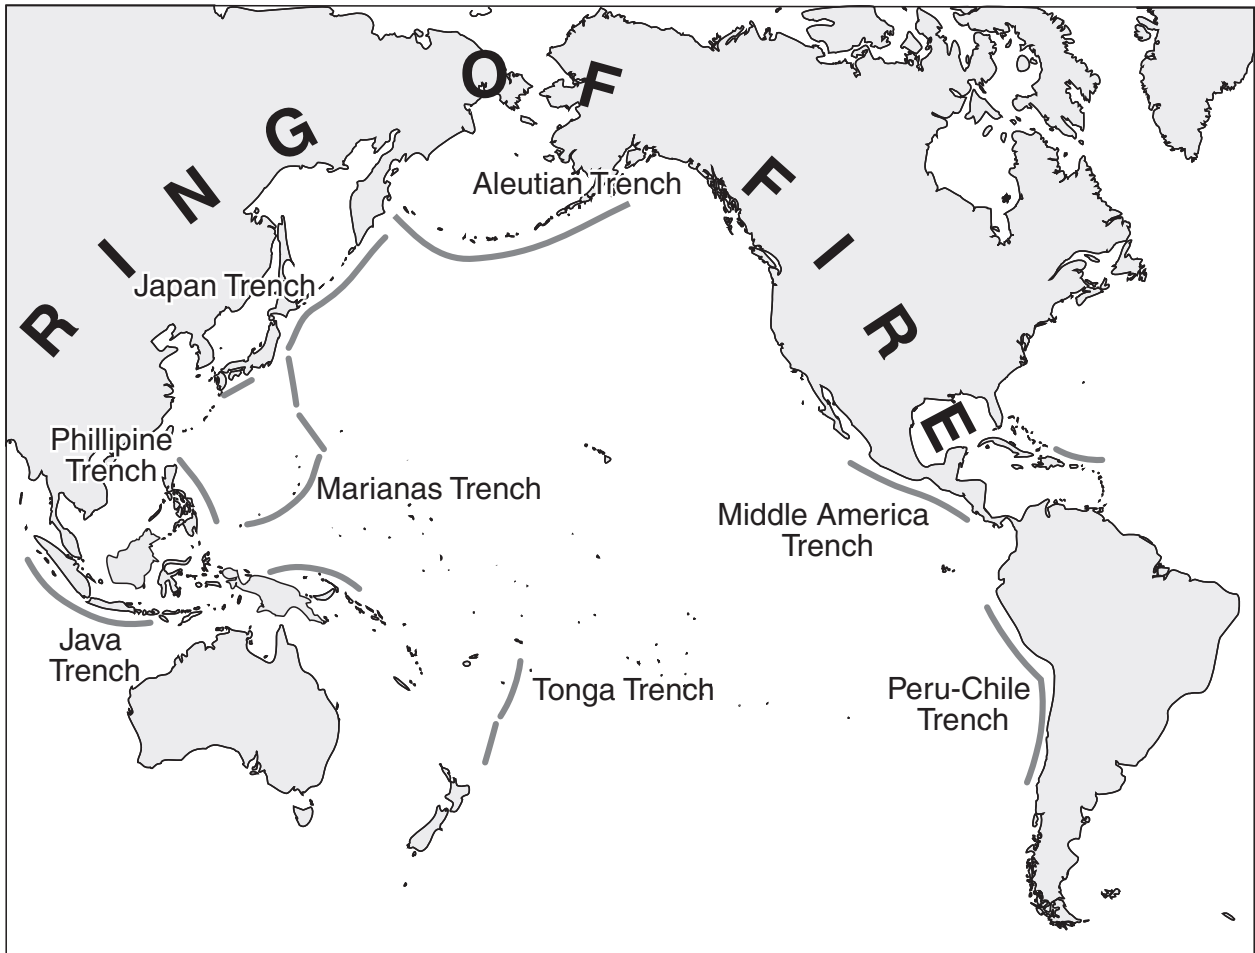 RING OF FIRE
Aleutian Trench
Japan Trench
Phillipine
Trench
Marianas Trench
Middle America
Trench
Java
Trench
Tonga Trench
Peru-Chile
Trench